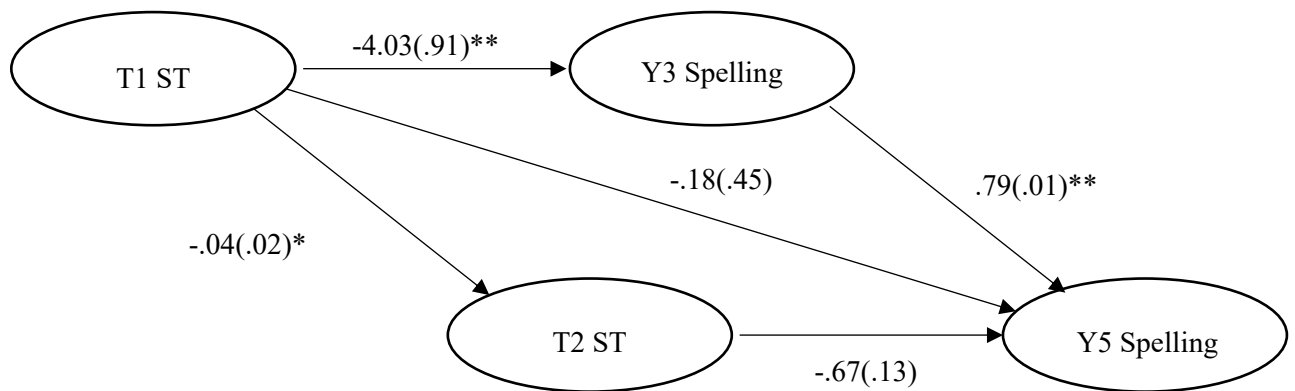 -4.03(.91)**
T1 ST
Y3 Spelling
-.18(.45)
.79(.01)**
-.04(.02)*
T2 ST
Y5 Spelling
-.67(.13)